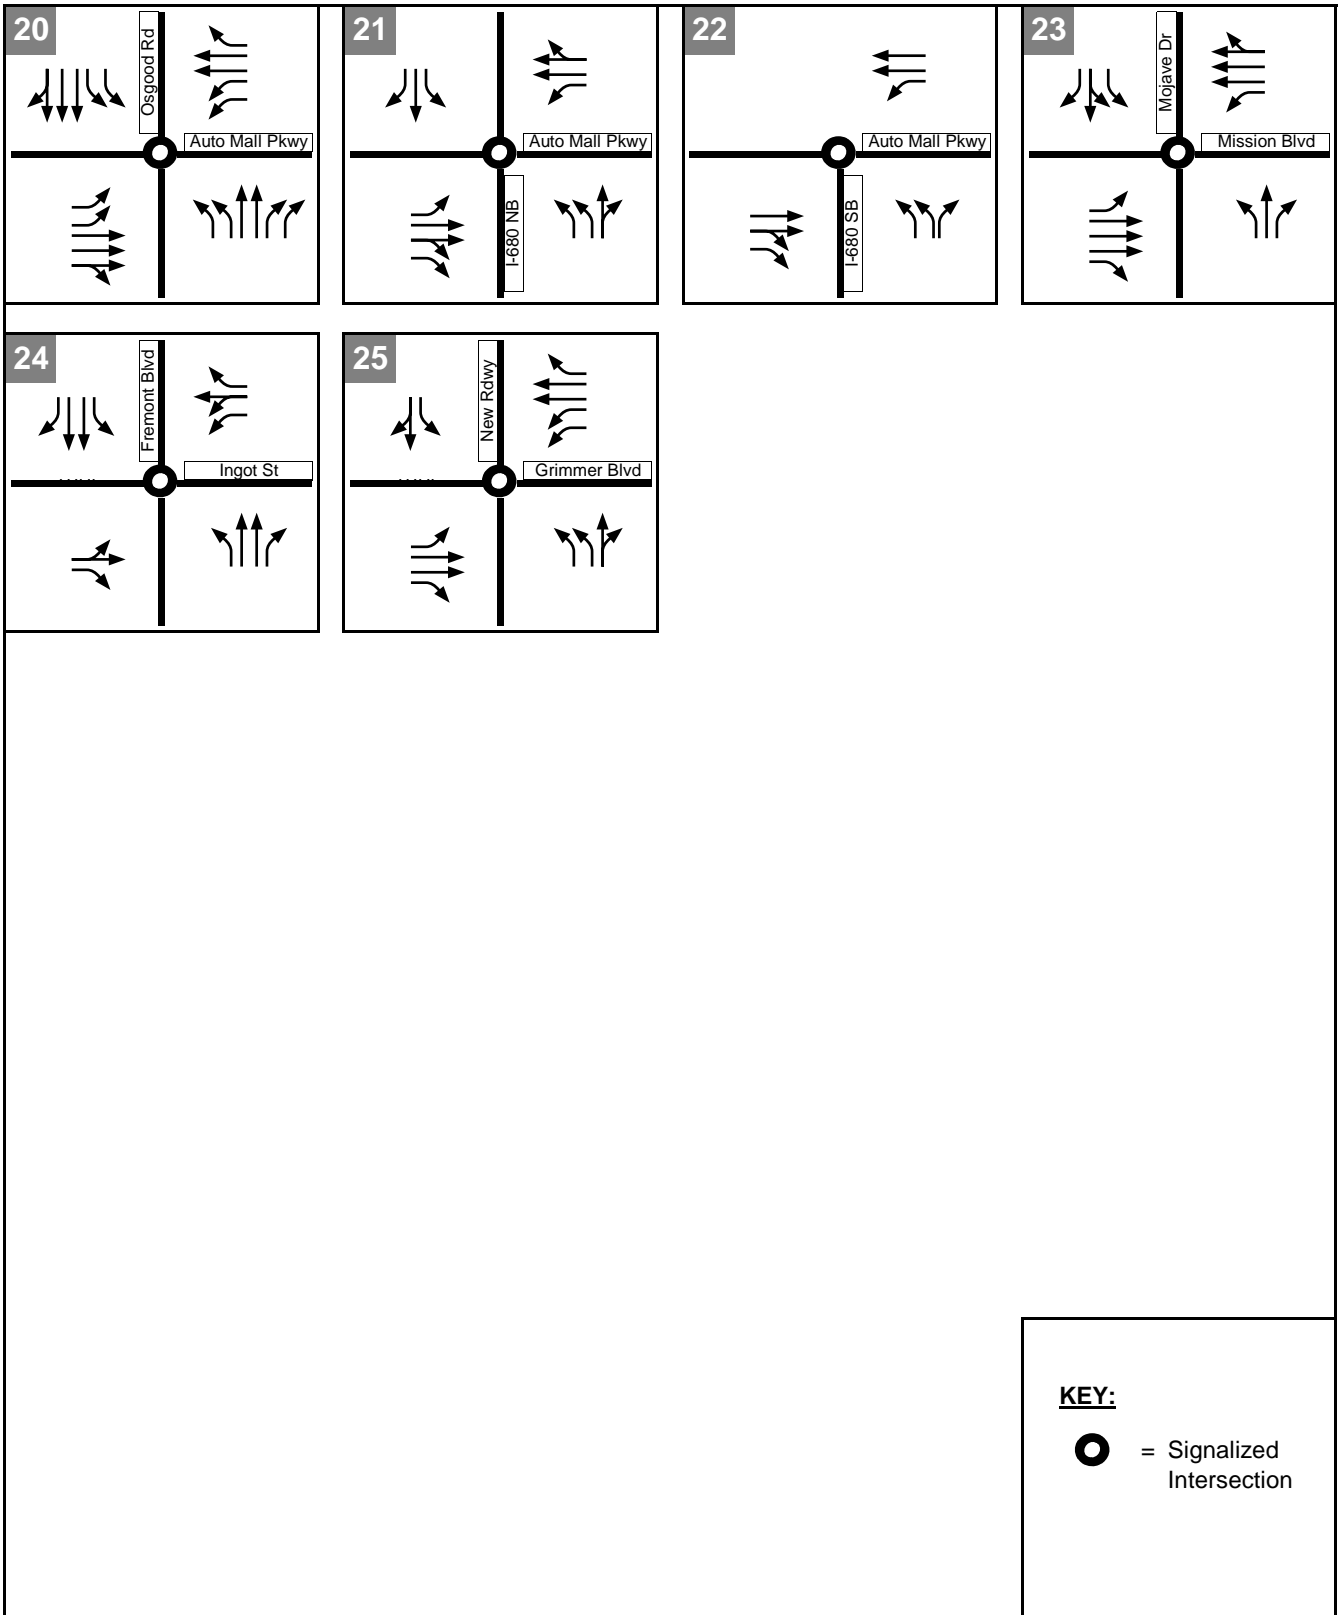 20
Osgood Rd
Auto Mall Pkwy
21
Auto Mall Pkwy
I-680 NB
22
Auto Mall Pkwy
I-680 SB
23
Mojave Dr
Mission Blvd
24
Fremont Blvd
Ingot St
25
New Rdwy
Grimmer Blvd
KEY:
= Signalized
Intersection